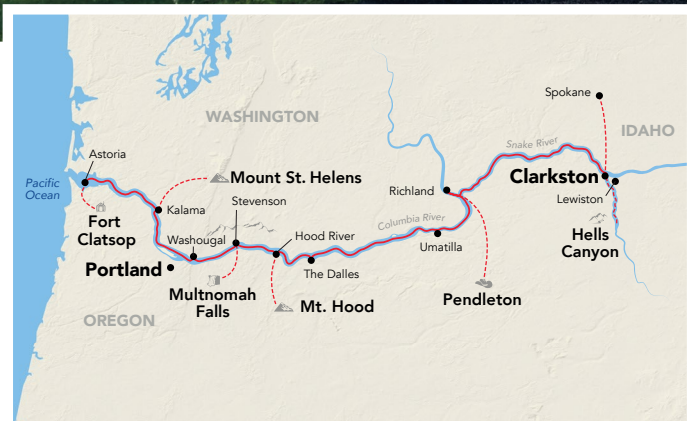 Spokane
WASHINGTON
IDAHO
Snake River
Astoria
Mount St. Helens
Clarkston
Pacific
Ocean
Richland
Lewiston
Stevenson
Kalama
Fort
Clatsop
Columbia River
Hells
Canyon
Washougal
Hood River
Umatilla
Portland
The Dalles
Multnomah
Falls
Mt. Hood
Pendleton
OREGON